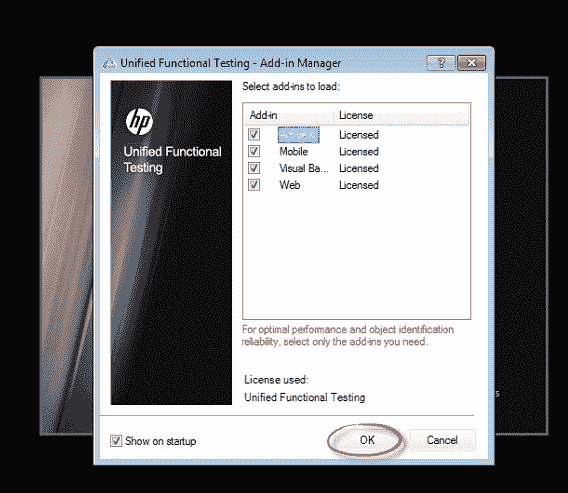 Unified Functional Testing - Add-in Manager
?
Select add-ins to load:
hp
Unified Functional
Testing
Add-in License
Licensed
Mobile Licensed
Visual Ba... Licensed
Web Licensed
For optimal performance and object identification
reliability, select only the add-ins you need.
License used:
Unified Functional Testing
Show on startup
OK
Cancel
s